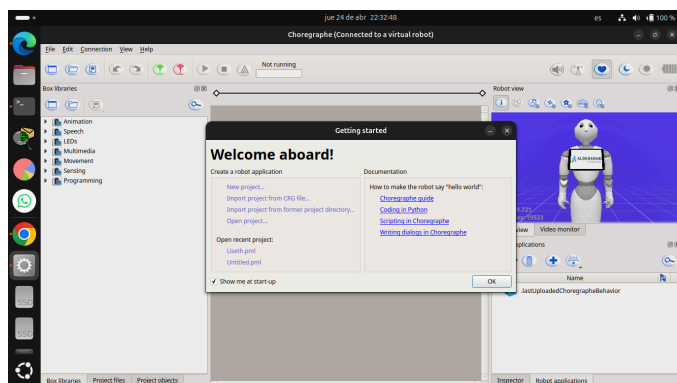 jue 24 de abr 22:32:48
es
100 %
Choregraphe (Connected to a virtual robot)
File Edit Connection View Help
Not running
Box libraries
Robot view
Animation
Speech
LEDs
Multimedia
Movement
Sensing
Programming
Getting started
Welcome aboard!
Create a robot application
Documentation
New project...
Import project from CRG file...
Import project from former project directory...
Open project...
How to make the robot say "hello world":
Choregraphe guide
Coding in Python
Scripting in Choregraphe
Writing dialogs in Choregraphe
Open recent project:
Liseth.pml
Untitled.pml
Show me at start-up
OK
ALDEBARAN
Video monitor
Name
.lastUploadedChoregrapheBehavior
SSD
SSD
Box libraries Project files Project objects
Inspector Robot applications